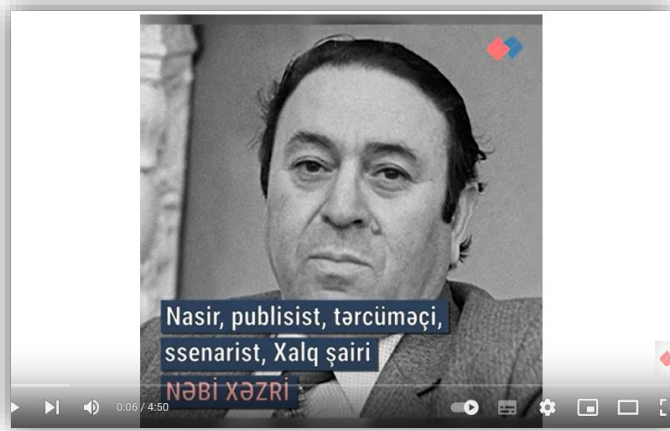 Nasir, publisist, tərcüməçi,
ssenarist, Xalq şairi
NƏBİ XƏZRİ
0:06 / 4:50